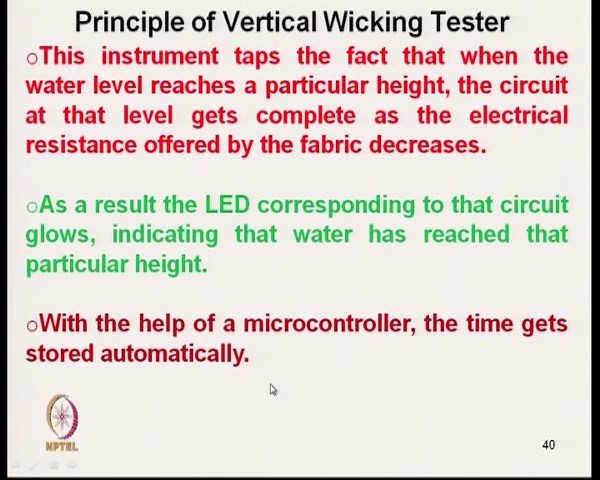 Principle of Vertical Wicking Tester
○This instrument taps the fact that when the
water level reaches a particular height, the circuit
at that level gets complete as the electrical
resistance offered by the fabric decreases.
○As a result the LED corresponding to that circuit
glows, indicating that water has reached that
particular height.
○With the help of a microcontroller, the time gets
stored automatically.
NPTEL
40